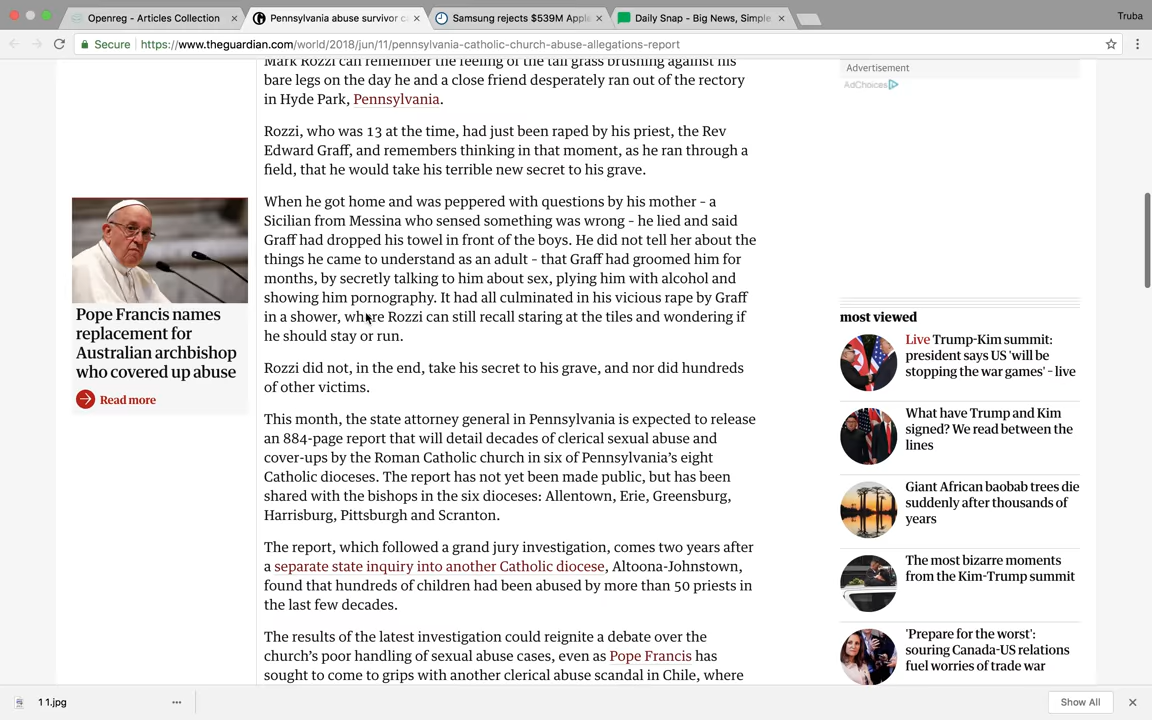 Openreg - Articles Collection
Pennsylvania abuse survivor ca
Samsung rejects $539M Appl
Daily Snap - Big News, Simple
Truba
Secure
https://www.theguardian.com/world/2018/jun/11/pennsylvania-catholic-church-abuse-allegations-report
Mark Rozzi can remember the feeling of the tall grass brushing against his
bare legs on the day he and a close friend desperately ran out of the rectory
in Hyde Park, Pennsylvania.
Rozzi, who was 13 at the time, had just been raped by his priest, the Rev
Edward Graff, and remembers thinking in that moment, as he ran through a
field, that he would take his terrible new secret to his grave.
When he got home and was peppered with questions by his mother – a
Sicilian from Messina who sensed something was wrong – he lied and said
Graff had dropped his towel in front of the boys. He did not tell her about the
things he came to understand as an adult – that Graff had groomed him for
months, by secretly talking to him about sex, plying him with alcohol and
showing him pornography. It had all culminated in his vicious rape by Graff
in a shower, where Rozzi can still recall staring at the tiles and wondering if
he should stay or run.
Rozzi did not, in the end, take his secret to his grave, and nor did hundreds
of other victims.
This month, the state attorney general in Pennsylvania is expected to release
an 884-page report that will detail decades of clerical sexual abuse and
cover-ups by the Roman Catholic church in six of Pennsylvania’s eight
Catholic dioceses. The report has not yet been made public, but has been
shared with the bishops in the six dioceses: Allentown, Erie, Greensburg,
Harrisburg, Pittsburgh and Scranton.
The report, which followed a grand jury investigation, comes two years after
a separate state inquiry into another Catholic diocese, Altoona-Johnstown,
found that hundreds of children had been abused by more than 50 priests in
the last few decades.
The results of the latest investigation could reignite a debate over the
church’s poor handling of sexual abuse cases, even as Pope Francis has
sought to come to grips with another clerical abuse scandal in Chile, where
Pope Francis names
replacement for
Australian archbishop
who covered up abuse
Read more
Advertisement
AdChoices
most viewed
Live Trump-Kim summit:
president says US 'will be
stopping the war games' – live
What have Trump and Kim
signed? We read between the
lines
Giant African baobab trees die
suddenly after thousands of
years
The most bizarre moments
from the Kim-Trump summit
'Prepare for the worst':
souring Canada-US relations
fuel worries of trade war
1 1.jpg
Show All